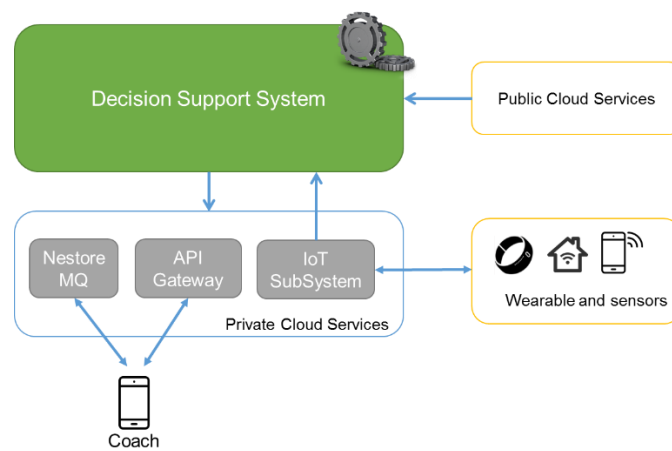 Decision Support System
Public Cloud Services
Nestore
MQ
API
Gateway
IoT
SubSystem
Private Cloud Services
Wearable and sensors
Coach